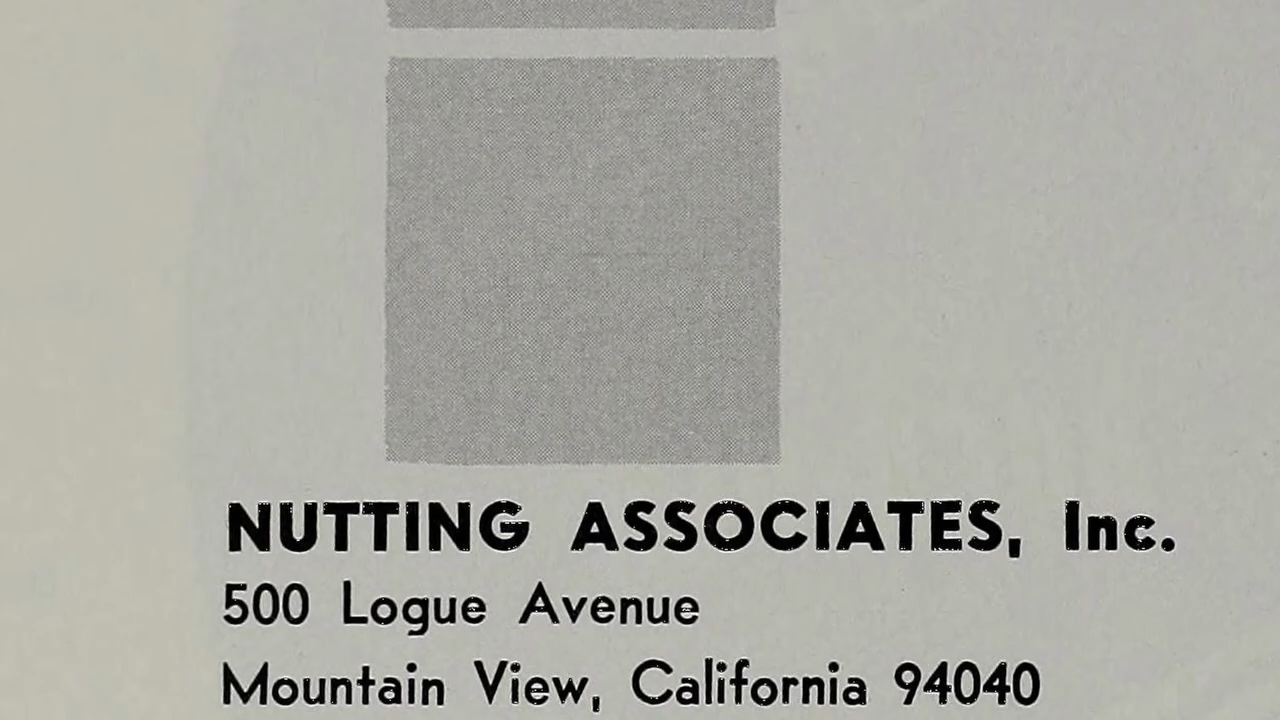 NUTTING ASSOCIATES, Inc.
500 Logue Avenue
Mountain View, California 94040